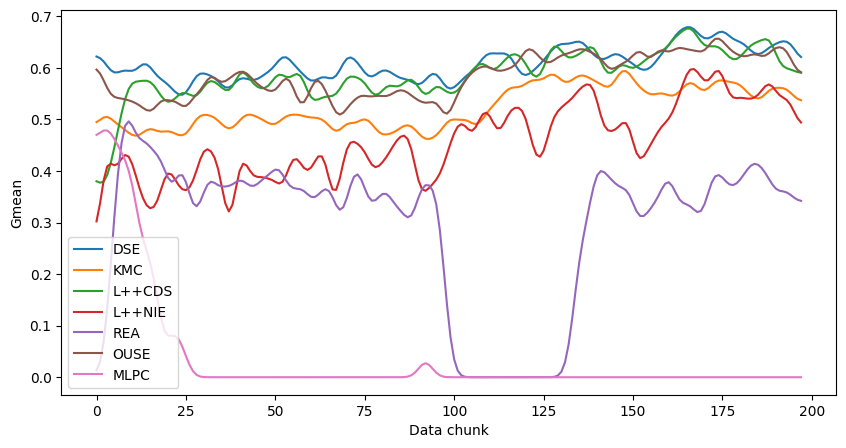 0.7
0.6
0.5
0.4
0.3
0.2
0.1
0.0
Gmean
DSE
KMC
L++CDS
L++NIE
REA
OUSE
MLPC
0 25 50 75 100 125 150 175 200
Data chunk